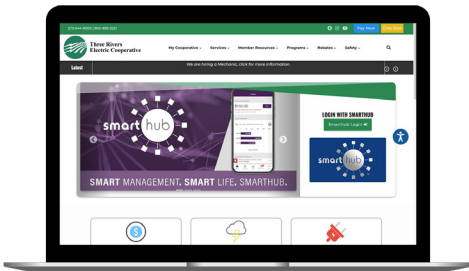 Pay Now
Three Rivers
Electric Cooperative
My Cooperative
Services
Member Resources
Programs
Rebates
Safety
Latest
We are hiring a Mechanic, click for more information.
smart hub
LOGIN WITH SMARTHUB
SmartHub Login
smart hub
SMART MANAGEMENT. SMART LIFE. SMARTHUB.
$